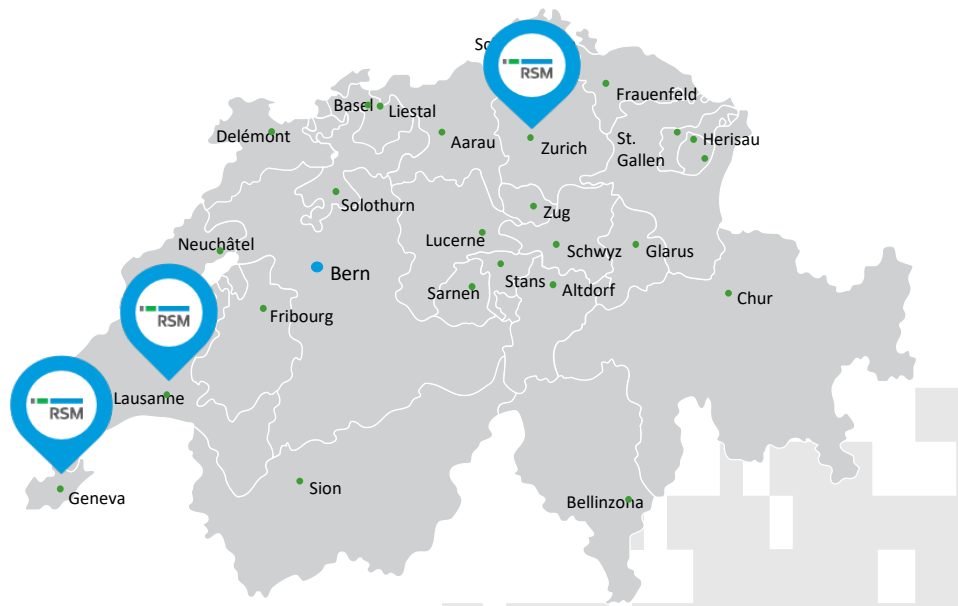 Sc
RSM
Frauenfeld
Basel
Liestal
Delémont
Aarau
Zurich
St.
Gallen
Herisau
Solothurn
Zug
Neuchâtel
Lucerne
Schwyz
Glarus
Bern
Sarnen
Stans
Altdorf
Chur
RSM
Fribourg
Lausanne
RSM
Geneva
Sion
Bellinzona